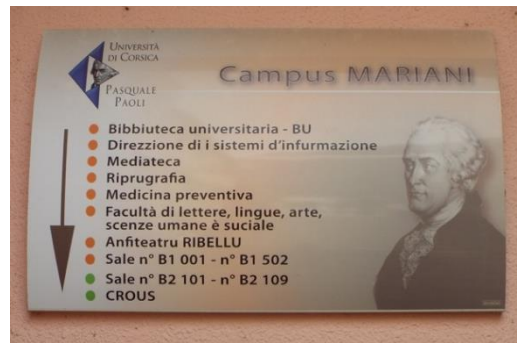 Università
di Corsica
Pasquale
Paoli
Campus MARIANI
Bibbiuteca universitaria - BU
Direzzione di i sistemi d'infurmazione
Mediateca
Riprugrafia
Medicina preventiva
Facultà di lettere, lingue, arte,
scenze umane è suciale
Anfiteatru RIBELLU
Sale n° B1 001 - n° B1 502
Sale n° B2 101 - n° B2 109
CROUS